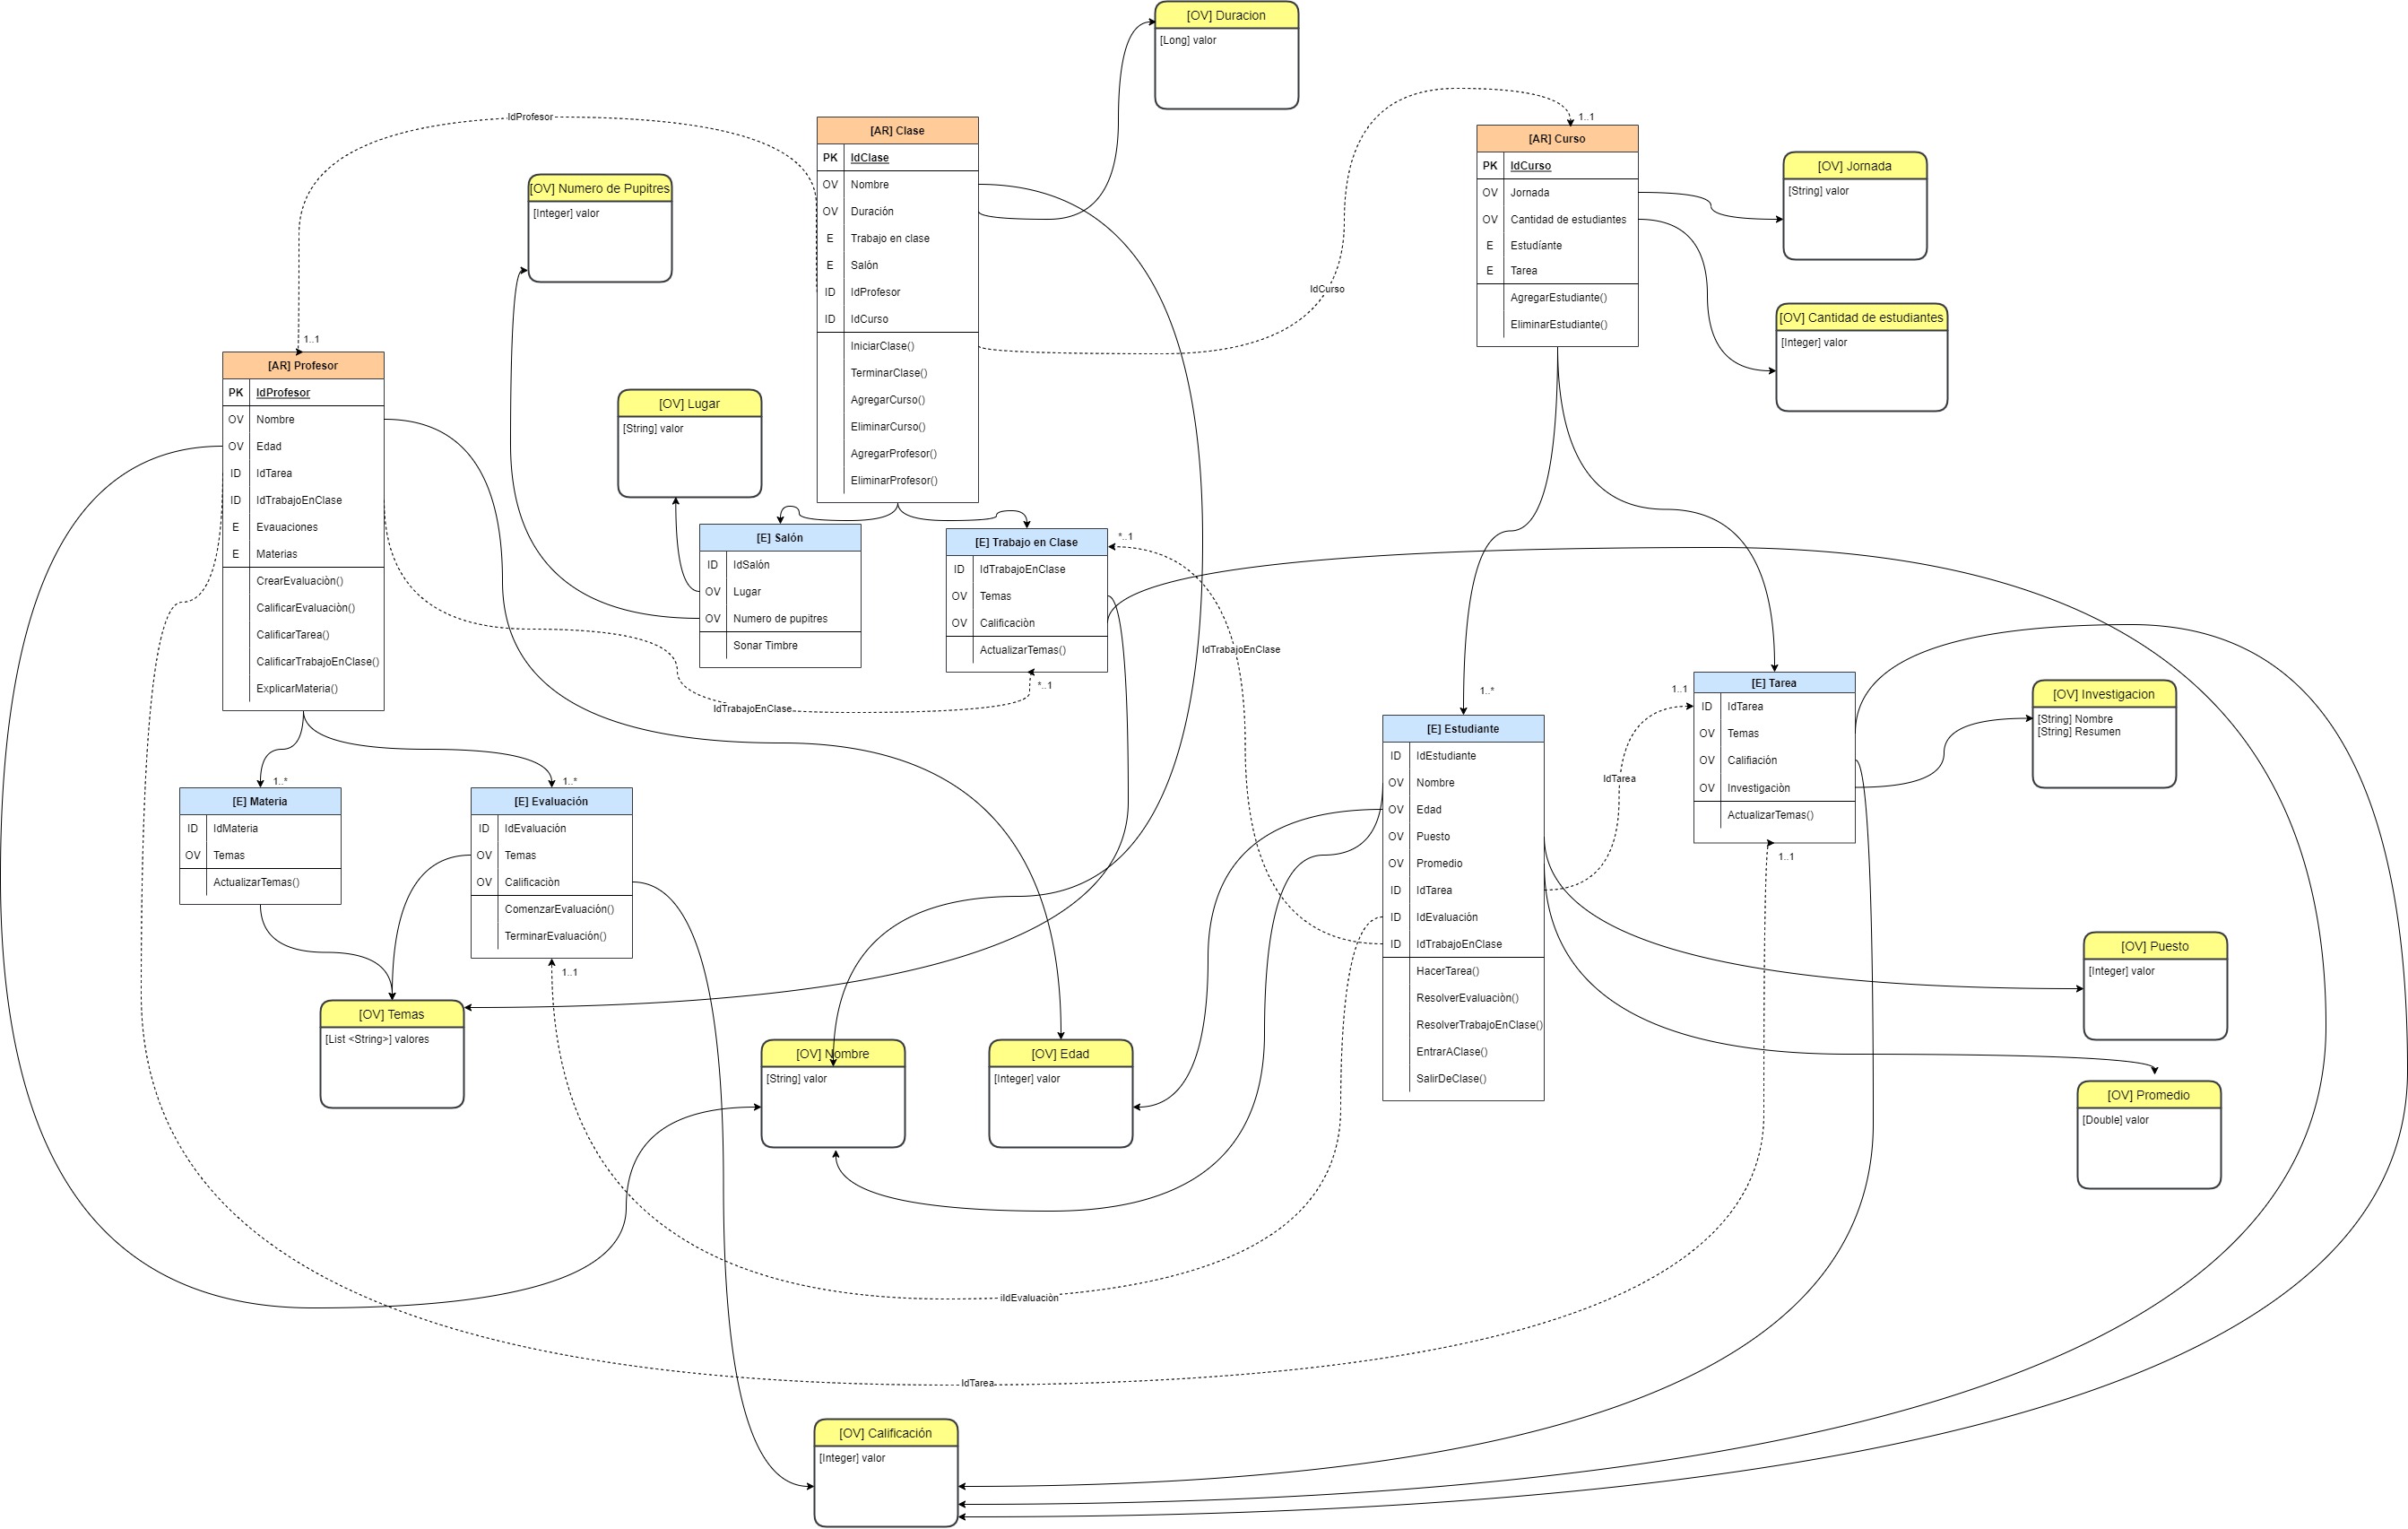 [OV] Duracion
[Long] valor
IdProfesor
[AR] Clase
PK IdClase
OV Nombre
OV Duración
E Trabajo en clase
E Salón
ID IdProfesor
ID IdCurso
IniciarClase()
TerminarClase()
AgregarCurso()
EliminarCurso()
AgregarProfesor()
EliminarProfesor()
1..1
[AR] Curso
PK IdCurso
OV Jornada
OV Cantidad de estudiantes
E Estudíante
E Tarea
AgregarEstudiante()
EliminarEstudiante()
[OV] Jornada
[String] valor
[OV] Numero de Pupitres
[Integer] valor
IdCurso
[OV] Cantidad de estudiantes
[Integer] valor
1..1
[AR] Profesor
PK IdProfesor
OV Nombre
OV Edad
ID IdTarea
ID IdTrabajoEnClase
E Evauaciones
E Materias
CrearEvaluaciòn()
CalificarEvaluaciòn()
CalificarTarea()
CalificarTrabajoEnClase()
ExplicarMateria()
[OV] Lugar
[String] valor
[E] Salón
ID IdSalón
OV Lugar
OV Numero de pupitres
Sonar Timbre
[E] Trabajo en Clase
ID IdTrabajoEnClase
OV Temas
OV Calificaciòn
ActualizarTemas()
*..1
*..1
IdTrabajoEnClase
IdTrabajoEnClase
1..*
1..1
[E] Tarea
ID IdTarea
OV Temas
OV Califiación
OV Investigaciòn
ActualizarTemas()
1..1
[OV] Investigacion
[String] Nombre
[String] Resumen
[E] Estudiante
ID IdEstudiante
OV Nombre
OV Edad
OV Puesto
OV Promedio
ID IdTarea
ID IdEvaluación
ID IdTrabajoEnClase
HacerTarea()
ResolverEvaluaciòn()
ResolverTrabajoEnClase()
EntrarAClase()
SalirDeClase()
IdTarea
1..*
[E] Materia
ID IdMateria
OV Temas
ActualizarTemas()
1..*
[E] Evaluación
ID IdEvaluación
OV Temas
OV Calificaciòn
ComenzarEvaluación()
TerminarEvaluaciòn()
1..1
[OV] Puesto
[Integer] valor
[OV] Temas
[List <String>] valores
[OV] Nombre
[String] valor
[OV] Edad
[Integer] valor
[OV] Promedio
[Double] valor
iIdEvaluaciòn
IdTarea
[OV] Calificación
[Integer] valor